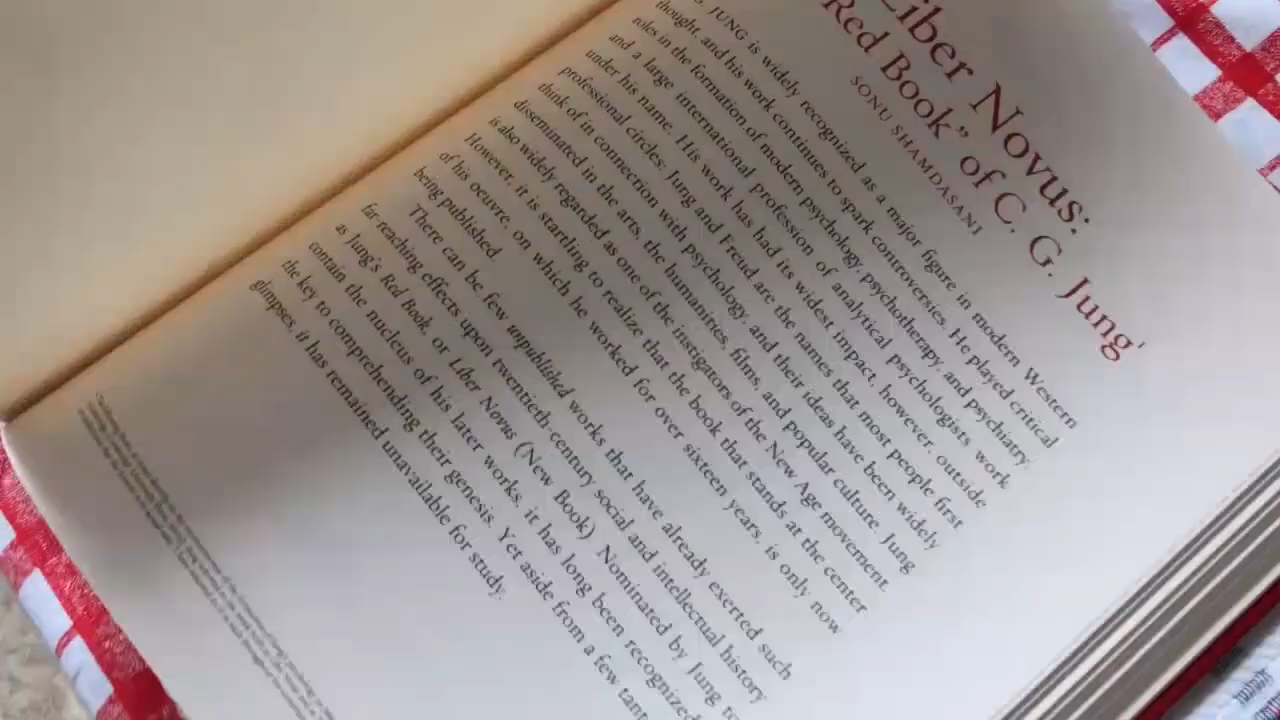 Liber Novus:
Red Book” of C. G. Jung¹
SONU SHAMDASANI
JUNG is widely recognized as a major figure in modern Western
thought, and his work continues to spark controversies. He played critical
roles in the formation of modern psychology, psychotherapy, and psychiatry,
and a large international profession of analytical psychologists work
under his name. His work has had its widest impact, however, outside
professional circles: Jung and Freud are the names that most people first
think of in connection with psychology, and their ideas have been widely
disseminated in the arts, the humanities, films, and popular culture. Jung
is also widely regarded as one of the instigators of the New Age movement.
However, it is startling to realize that the book that stands at the center
of his oeuvre, on which he worked for over sixteen years, is only now
being published
There can be few unpublished works that have already exerted such
far-reaching effects upon twentieth-century social and intellectual history
as Jung's Red Book, or Liber Novus (New Book) Nominated by Jung to
contain the nucleus of his later works, it has long been recognized
the key to comprehending their genesis. Yet aside from a few tant
glimpses, it has remained unavailable for study.